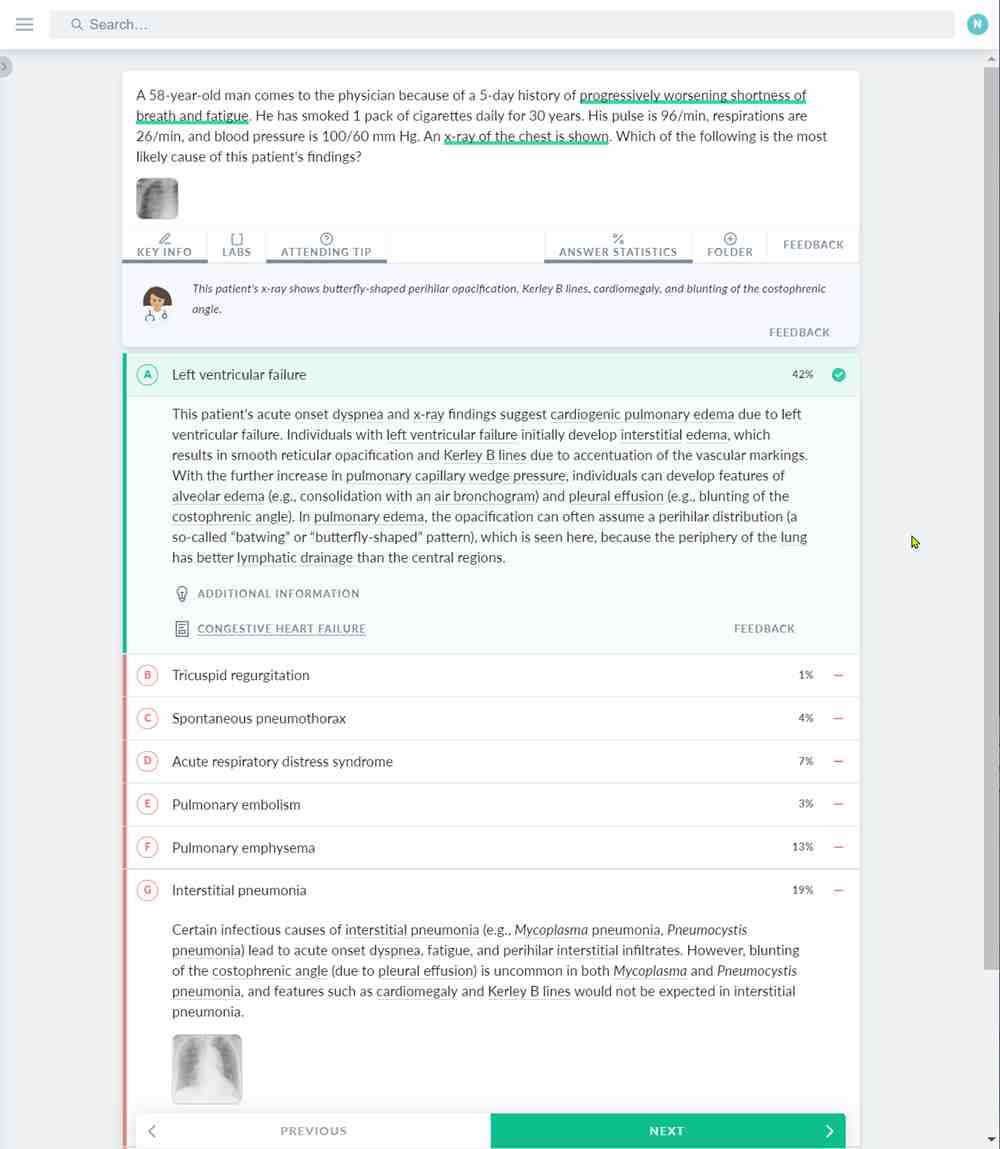 Search...
N
A 58-year-old man comes to the physician because of a 5-day history of progressively worsening shortness of
breath and fatigue. He has smoked 1 pack of cigarettes daily for 30 years. His pulse is 96/min, respirations are
26/min, and blood pressure is 100/60 mm Hg. An x-ray of the chest is shown. Which of the following is the most
likely cause of this patient's findings?
KEY INFO LABS ATTENDING TIP % ANSWER STATISTICS FOLDER FEEDBACK
This patient's x-ray shows butterfly-shaped perihilar opacification, Kerley B lines, cardiomegaly, and blunting of the costophrenic
angle.
FEEDBACK
A Left ventricular failure 42%
This patient's acute onset dyspnea and x-ray findings suggest cardiogenic pulmonary edema due to left
ventricular failure. Individuals with left ventricular failure initially develop interstitial edema, which
results in smooth reticular opacification and Kerley B lines due to accentuation of the vascular markings.
With the further increase in pulmonary capillary wedge pressure, individuals can develop features of
alveolar edema (e.g., consolidation with an air bronchogram) and pleural effusion (e.g., blunting of the
costophrenic angle). In pulmonary edema, the opacification can often assume a perihilar distribution (a
so-called “batwing” or “butterfly-shaped” pattern), which is seen here, because the periphery of the lung
has better lymphatic drainage than the central regions.
ADDITIONAL INFORMATION
CONGESTIVE HEART FAILURE FEEDBACK
B Tricuspid regurgitation 1%
C Spontaneous pneumothorax 4%
D Acute respiratory distress syndrome 7%
E Pulmonary embolism 3%
F Pulmonary emphysema 13%
G Interstitial pneumonia 19%
Certain infectious causes of interstitial pneumonia (e.g., Mycoplasma pneumonia, Pneumocystis
pneumonia) lead to acute onset dyspnea, fatigue, and perihilar interstitial infiltrates. However, blunting
of the costophrenic angle (due to pleural effusion) is uncommon in both Mycoplasma and Pneumocystis
pneumonia, and features such as cardiomegaly and Kerley B lines would not be expected in interstitial
pneumonia.
PREVIOUS NEXT